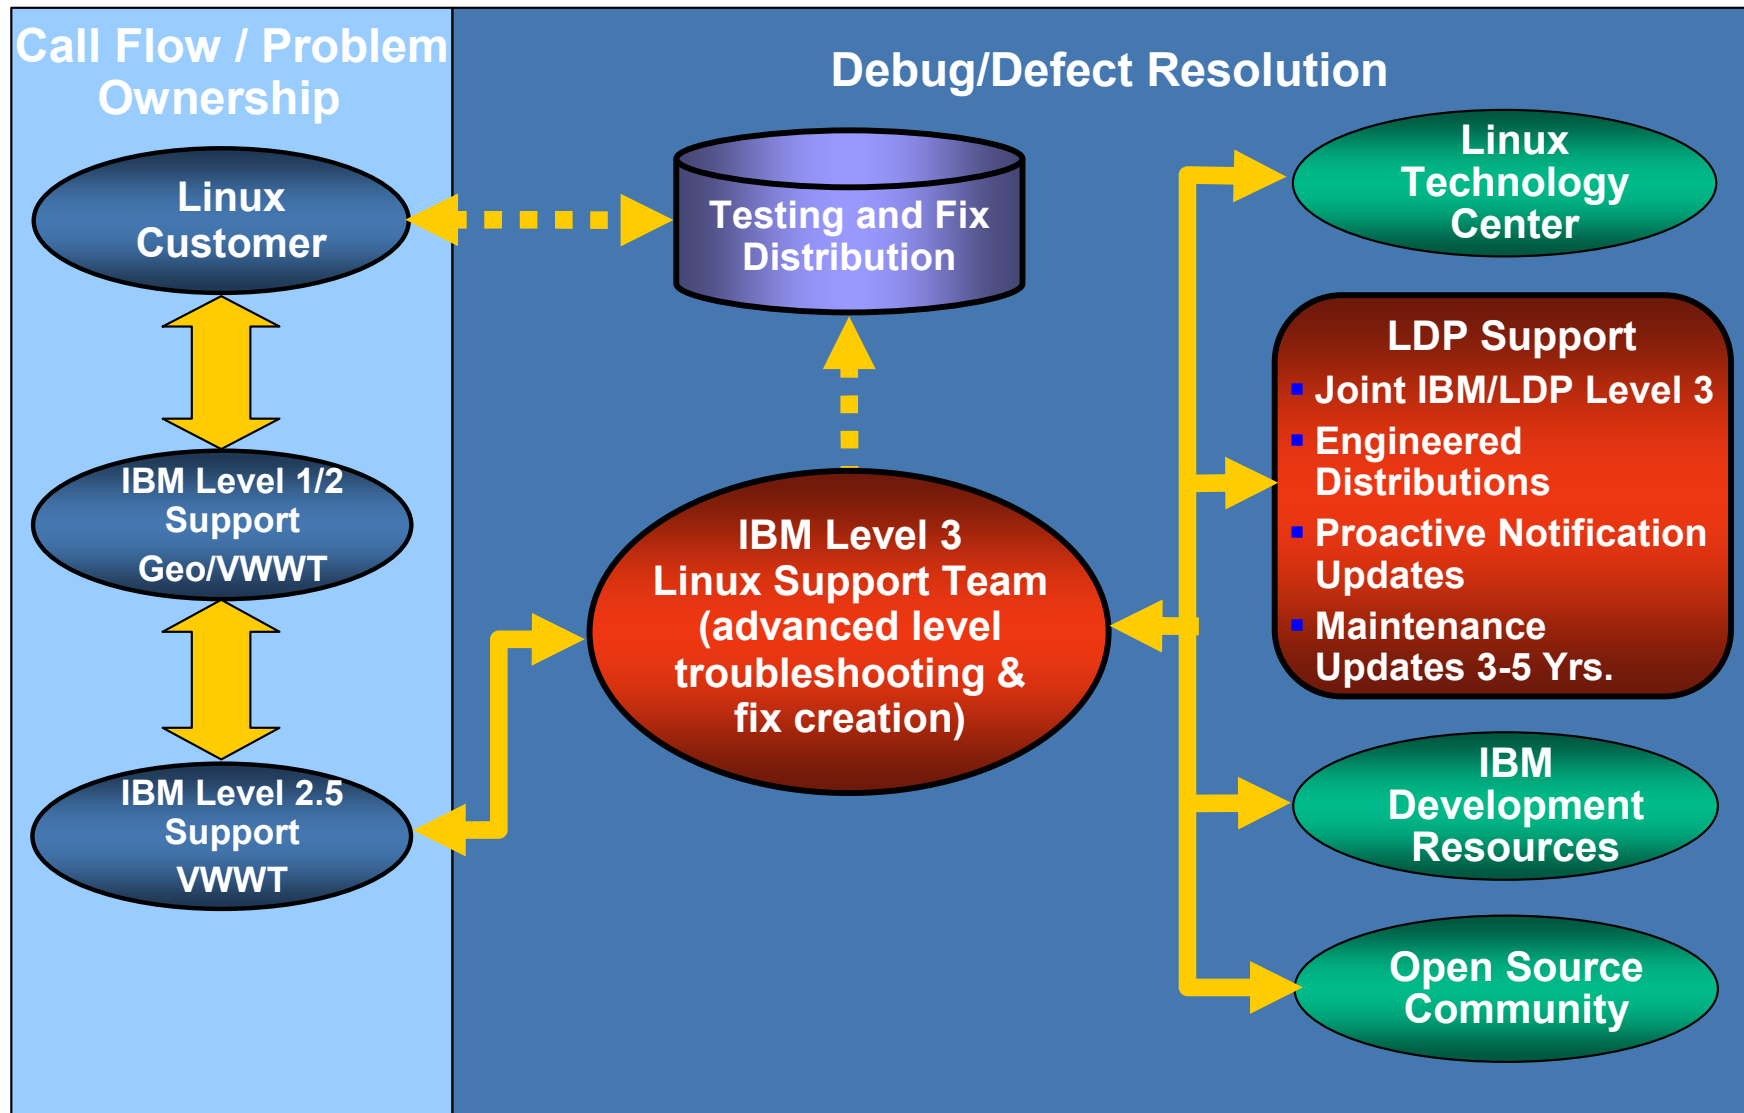 Call Flow / Problem
Ownership
Linux
Customer
IBM Level 1/2
Support
Geo/VWWT
IBM Level 2.5
Support
VWWT
Debug/Defect Resolution
Testing and Fix
Distribution
IBM Level 3
Linux Support Team
(advanced level
troubleshooting &
fix creation)
Linux
Technology
Center
LDP Support
▪ Joint IBM/LDP Level 3
▪ Engineered
Distributions
▪ Proactive Notification
Updates
▪ Maintenance
Updates 3-5 Yrs.
IBM
Development
Resources
Open Source
Community